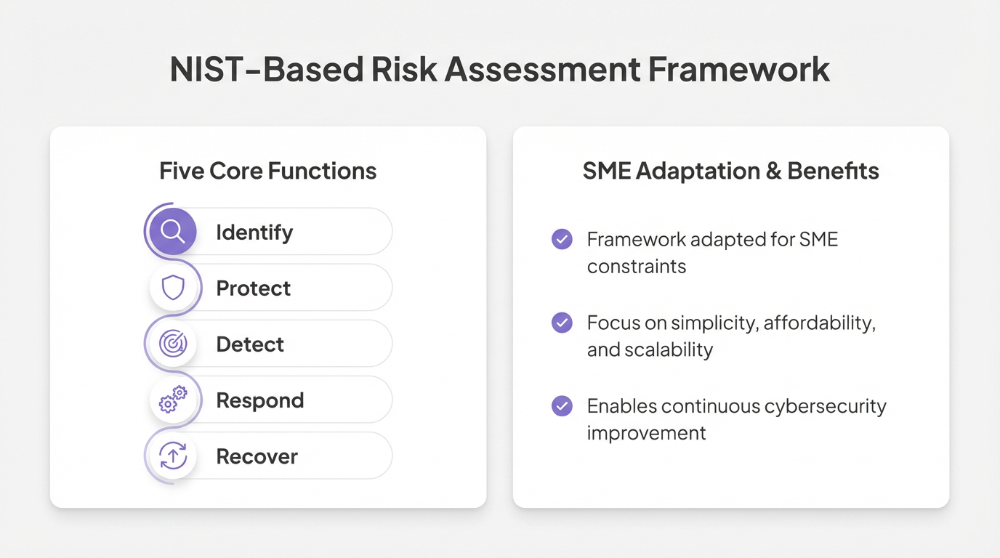 NIST-Based Risk Assessment Framework
Five Core Functions
Identify
Protect
Detect
Respond
Recover
SME Adaptation & Benefits
Framework adapted for SME
constraints
Focus on simplicity, affordability,
and scalability
Enables continuous cybersecurity
improvement